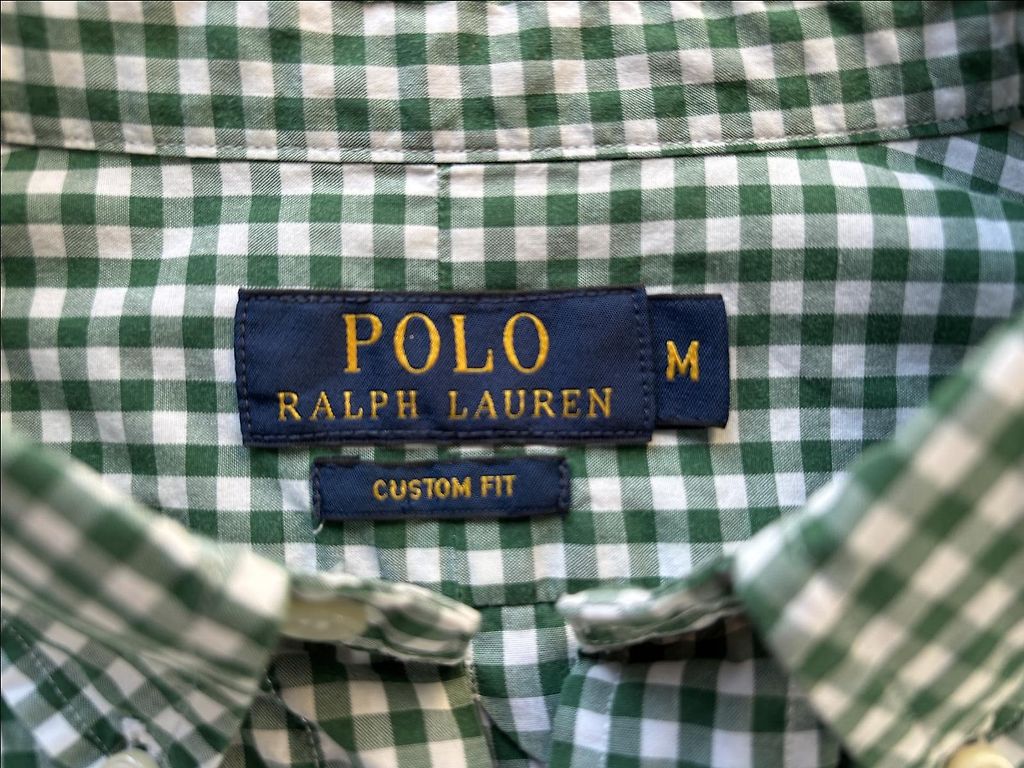 POLO
RALPH LAUREN
M
CUSTOM FIT